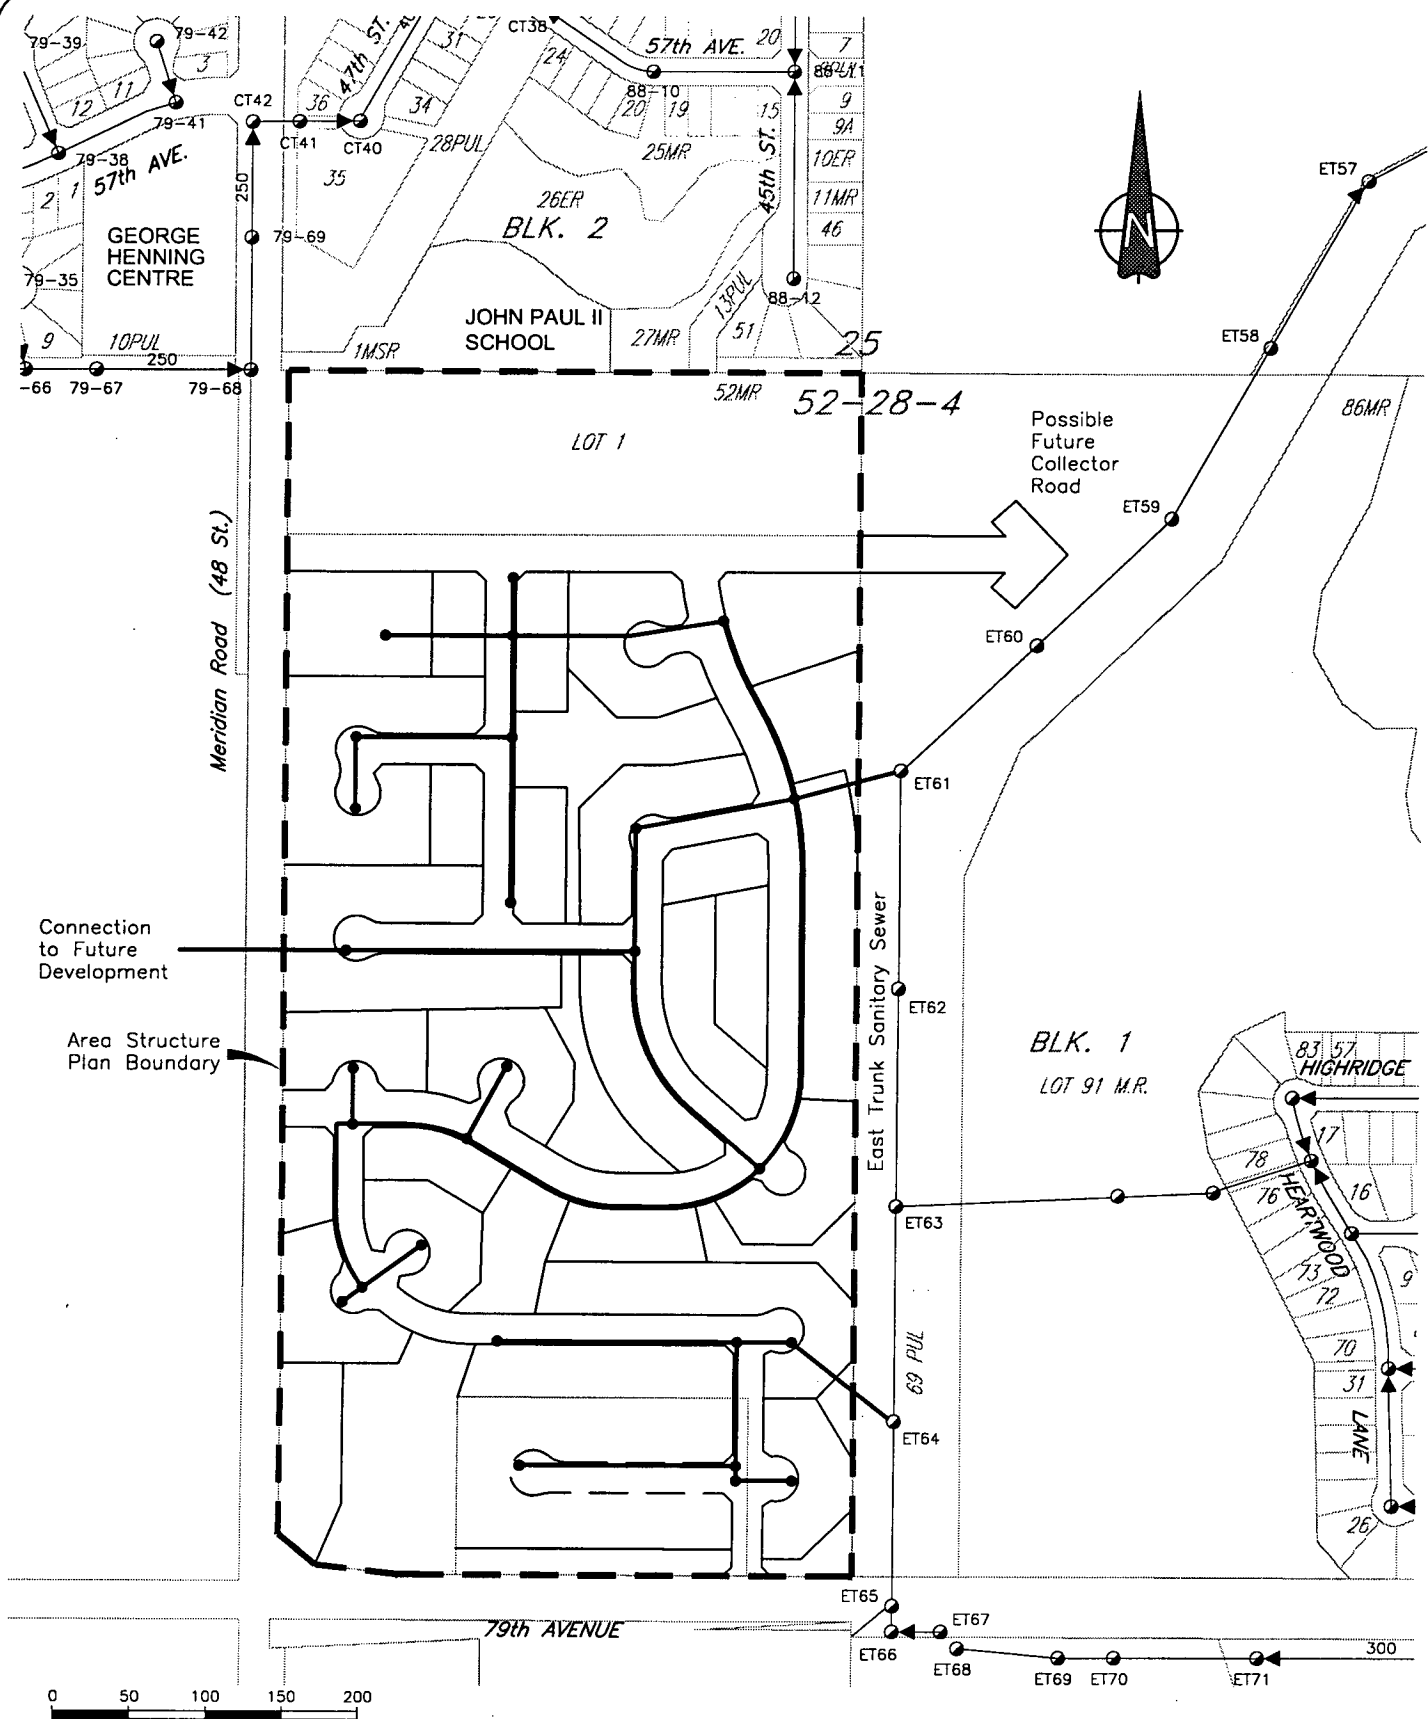 79-39
79-42
3
11
12
79-41
79-38
57th AVE.
2
1
GEORGE
HENNING
CENTRE
79-35
9
10PUL
250
-66
79-67
79-68
CT42
250
79-69
CT41
CT40
36
47th ST.
31
34
35
28PUL
CT38
24
57th AVE.
20
88-10
20
19
15
25MR
26ER
BLK. 2
45th ST.
7
9
9A
10ER
11MR
46
88-12
13PUL
51
27MR
JOHN PAUL II
SCHOOL
1MSR
25
52MR
52-28-4
LOT 1
N
ET57
ET58
86MR
Possible
Future
Collector
Road
ET59
ET60
ET61
Meridian Road (48 St.)
Connection
to Future
Development
Area Structure
Plan Boundary
East Trunk Sanitary Sewer
ET62
BLK. 1
LOT 91 M.R.
83
57
HIGHRIDGE
17
78
76
16
HEARTWOOD
LANE
ET63
73
72
9
70
31
26
69 PUL
ET64
ET65
ET67
79th AVENUE
ET66
ET68
ET69
ET70
ET71
300
0 50 100 150 200